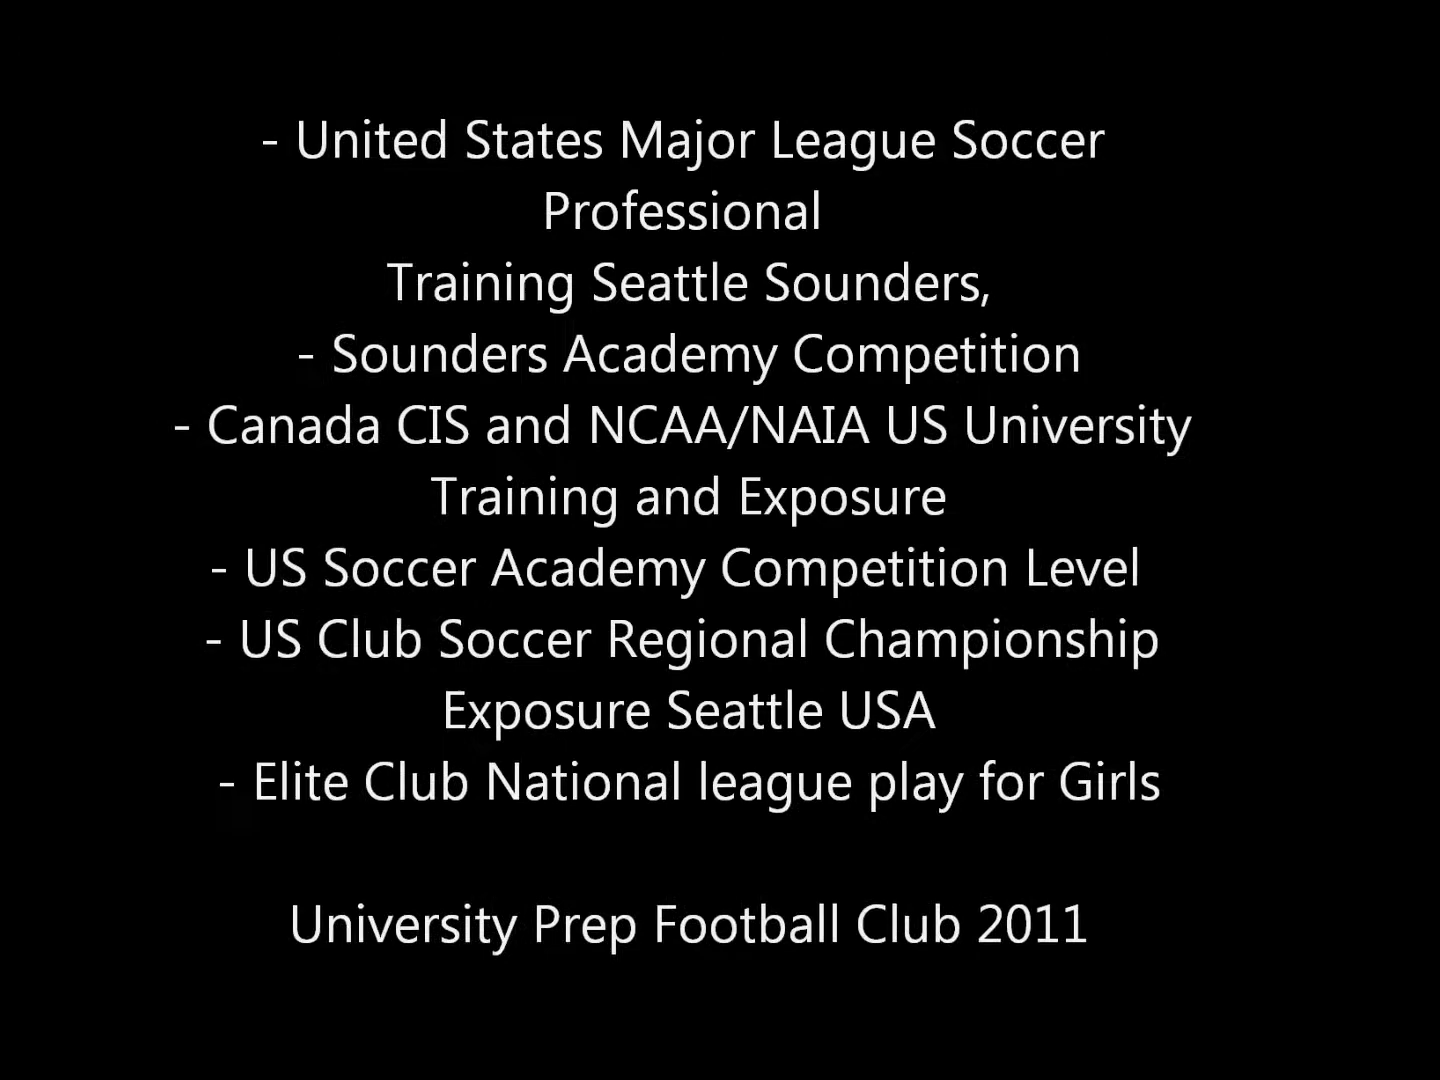 - United States Major League Soccer
Professional
Training Seattle Sounders,
- Sounders Academy Competition
- Canada CIS and NCAA/NAIA US University
Training and Exposure
- US Soccer Academy Competition Level
- US Club Soccer Regional Championship
Exposure Seattle USA
- Elite Club National league play for Girls
University Prep Football Club 2011